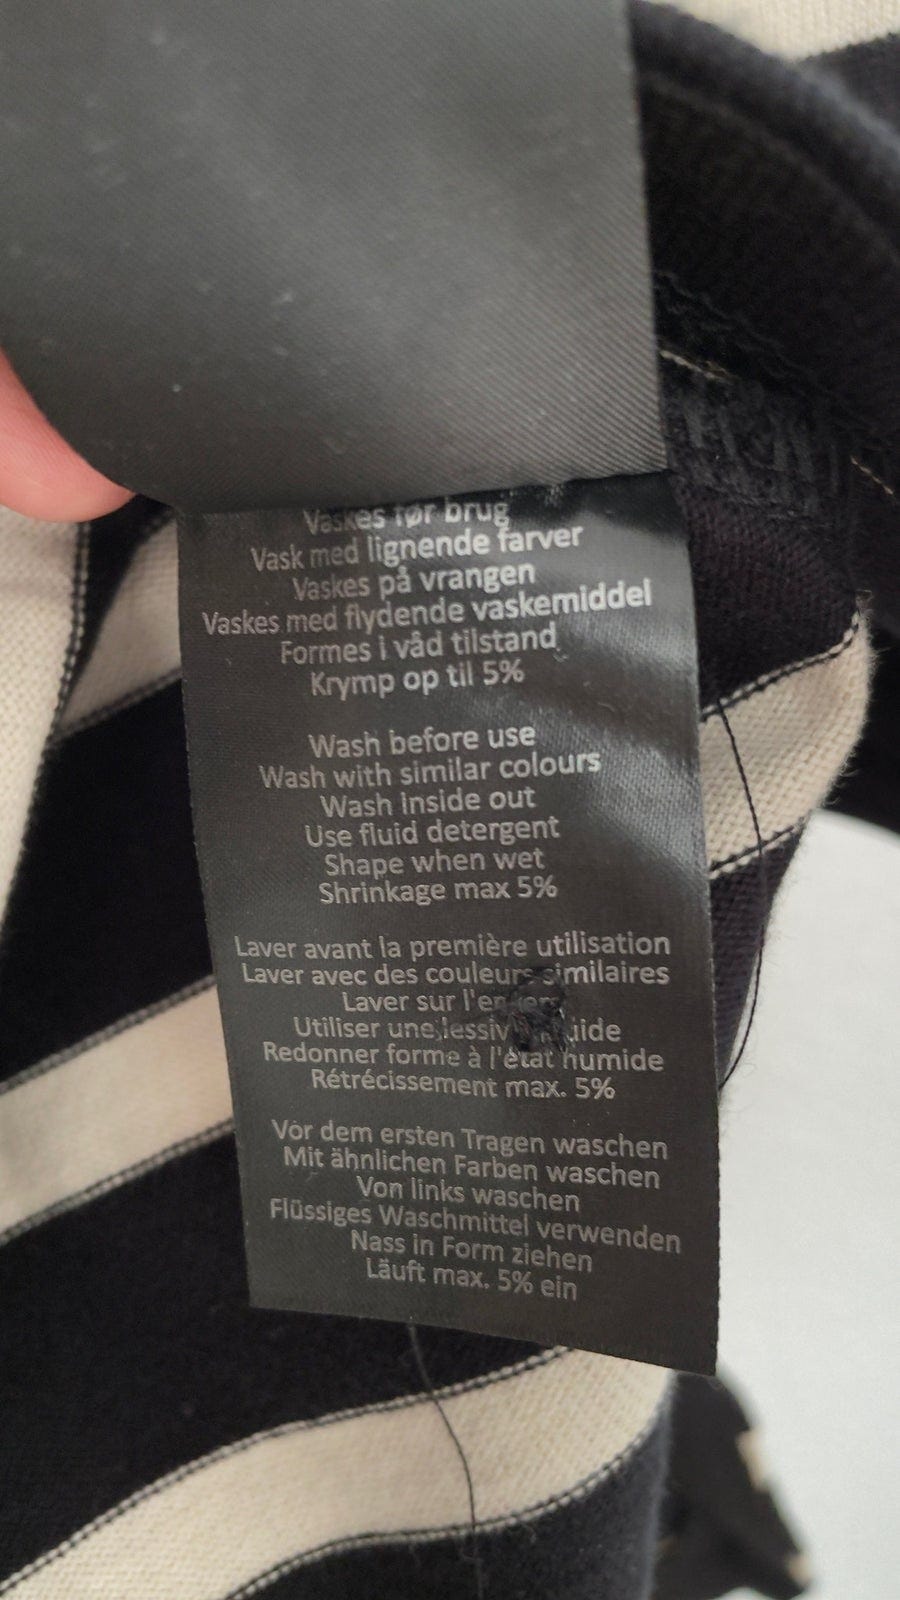 Vaskes før brug
Vask med lignende farver
Vaskes på vrangen
Vaskes med flydende vaskemiddel
Formes i våd tilstand
Krymp op til 5%
Wash before use
Wash with similar colours
Wash inside out
Use fluid detergent
Shape when wet
Shrinkage max 5%
Laver avant la première utilisation
Laver avec des couleurs similaires
Laver sur l'envers
Utiliser une
Redonner forme à l'état humide
Rétrécissement max. 5%
Vor dem ersten Tragen waschen
Mit ähnlichen Farben waschen
Von links waschen
Flüssiges Waschmittel verwenden
Nass in Form ziehen
Läuft max. 5% ein